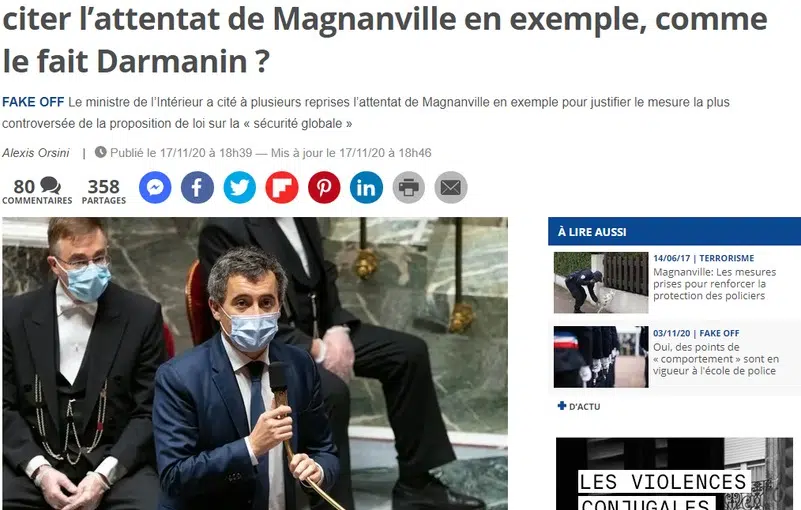 citer l’attentat de Magnanville en exemple, comme
le fait Darmanin ?
FAKE OFF Le ministre de l’Intérieur a cité à plusieurs reprises l’attentat de Magnanville en exemple pour justifier le mesure la plus
controversée de la proposition de loi sur la « sécurité globale »
Alexis Orsini | Publié le 17/11/20 à 18h39 — Mis à jour le 17/11/20 à 18h46
80
COMMENTAIRES
358
PARTAGES
À LIRE AUSSI
14/06/17 | TERRORISME
Magnanville: Les mesures
prises pour renforcer la
protection des policiers
03/11/20 | FAKE OFF
Oui, des points de
« comportement » sont en
vigueur à l'école de police
+ D'ACTU
LES VIOLENCES
CONJUGALES